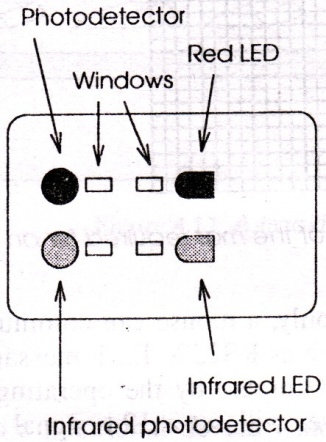 Photodetector
Red LED
Windows
Infrared LED
Infrared photodetector